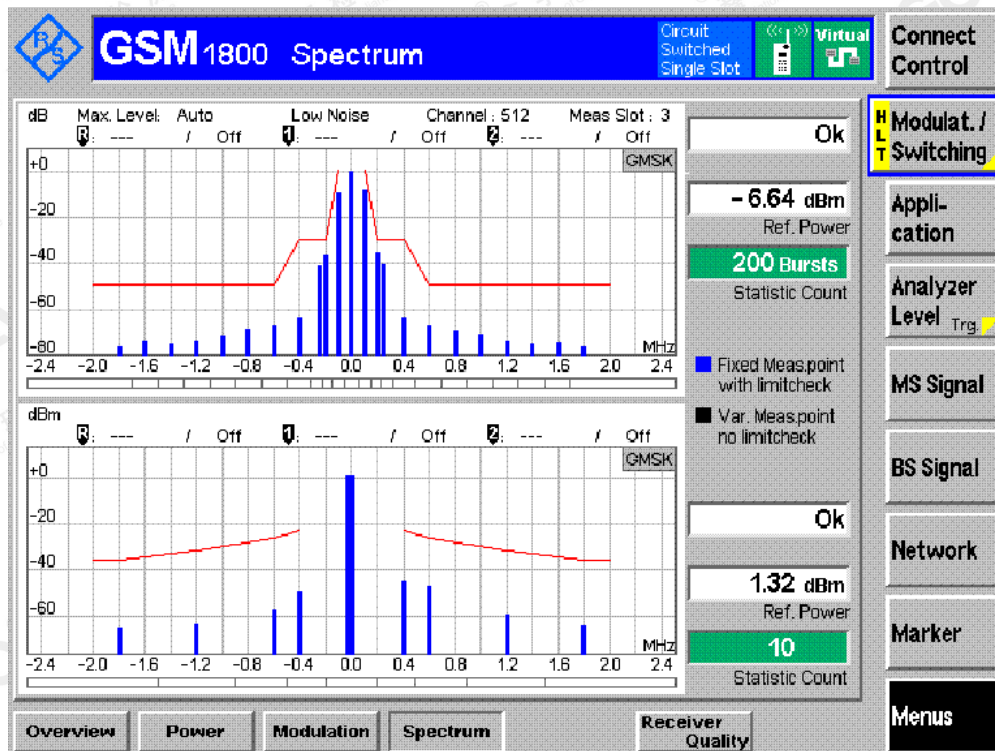 R/S
GSM 1800 Spectrum
Circuit
Switched
Single Slot
Virtual
Connect
Control
dB Max. Level: Auto Low Noise Channel : 512 Meas Slot : 3
R: --- / Off 1: --- / Off 2: --- / Off
GMSK
+0
-20
-40
-60
-80
MHz
-2.4 -2.0 -1.6 -1.2 -0.8 -0.4 0.0 0.4 0.8 1.2 1.6 2.0 2.4
Ok
- 6.64 dBm
Ref. Power
200 Bursts
Statistic Count
Fixed Meas.point
with limitcheck
Var. Meas.point
no limitcheck
dBm
R: --- / Off 1: --- / Off 2: --- / Off
GMSK
+0
-20
-40
-60
MHz
-2.4 -2.0 -1.6 -1.2 -0.8 -0.4 0.0 0.4 0.8 1.2 1.6 2.0 2.4
Ok
1.32 dBm
Ref. Power
10
Statistic Count
HLT
Modulat. /
Switching
Appli-
cation
Analyzer
Level Trg.
MS Signal
BS Signal
Network
Marker
Menus
Overview Power Modulation Spectrum Receiver
Quality